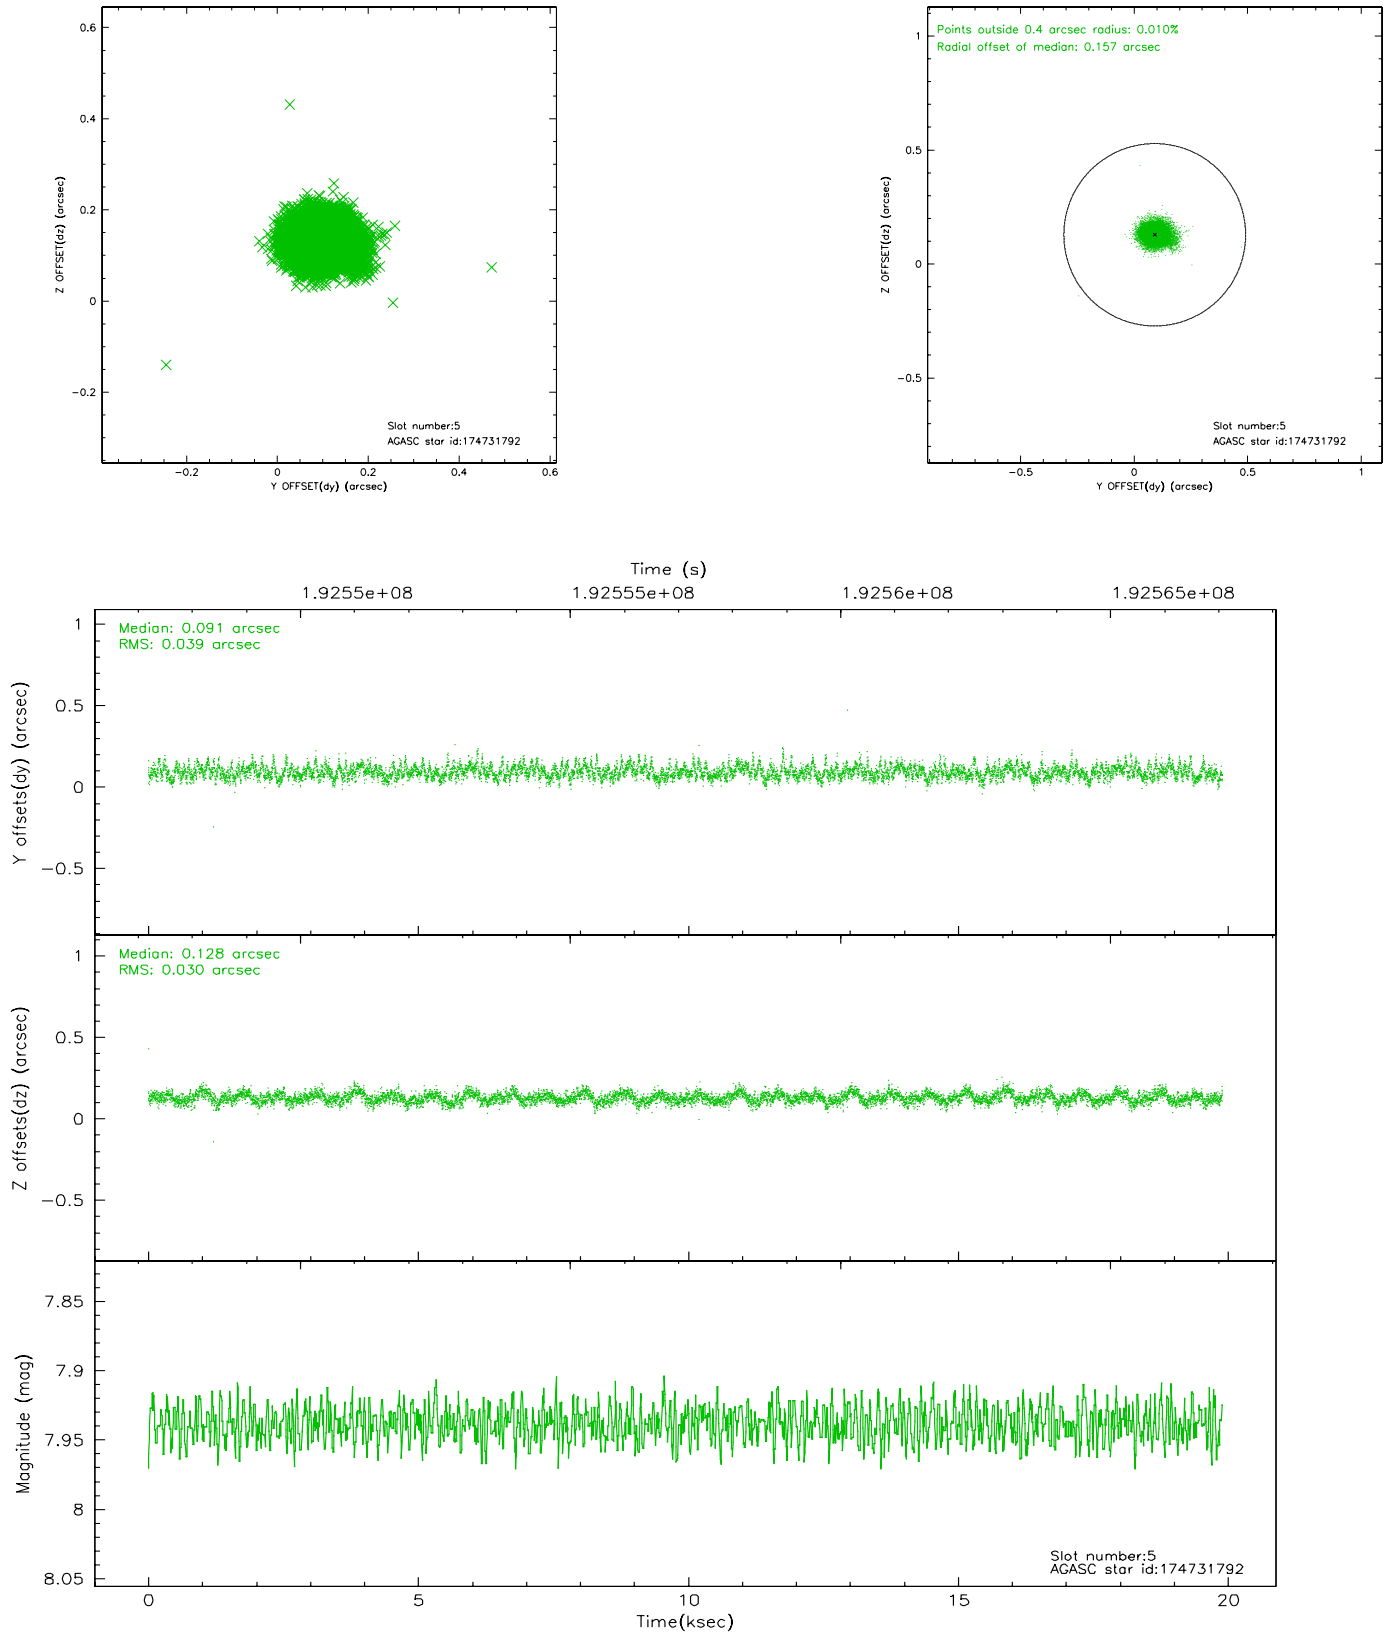 0.6
0.4
0.2
0
−0.2
Z OFFSET(dz) (arcsec)
Slot number:5
AGASC star id:174731792
−0.2 0 0.2 0.4 0.6
Y OFFSET(dy) (arcsec)
Points outside 0.4 arcsec radius: 0.010%
Radial offset of median: 0.157 arcsec
1
0.5
0
−0.5
Z OFFSET(dz) (arcsec)
Slot number:5
AGASC star id:174731792
−0.5 0 0.5 1
Y OFFSET(dy) (arcsec)
Time (s)
1.9255e+08 1.92555e+08 1.9256e+08 1.92565e+08
Median: 0.091 arcsec
RMS: 0.039 arcsec
1
0.5
0
−0.5
Y offsets(dy) (arcsec)
Median: 0.128 arcsec
RMS: 0.030 arcsec
1
0.5
0
−0.5
Z offsets(dz) (arcsec)
7.85
7.9
7.95
8
8.05
Magnitude (mag)
Slot number:5
AGASC star id:174731792
0 5 10 15 20
Time(ksec)